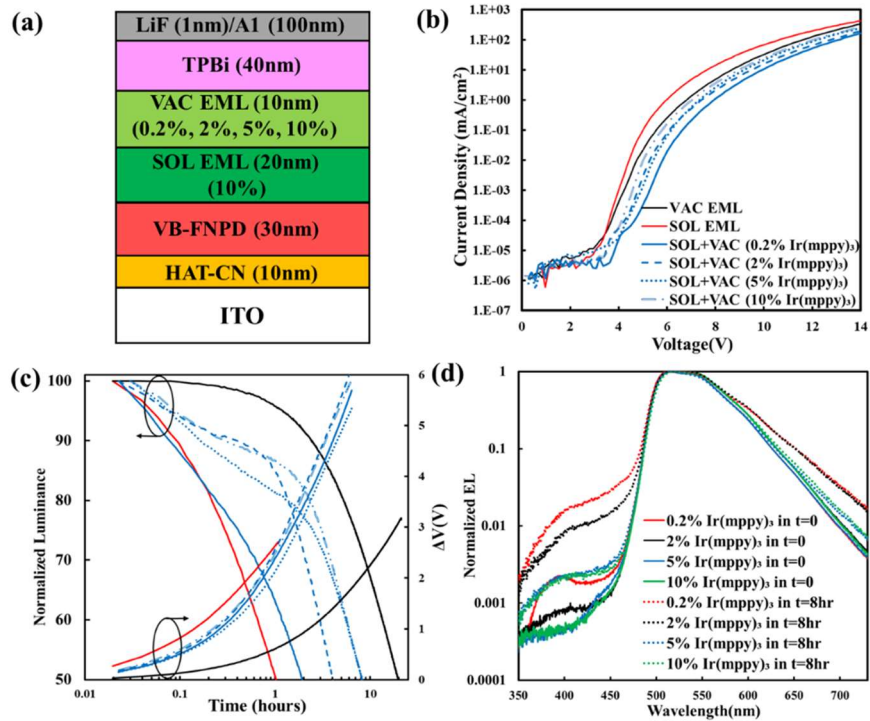 (a)
LiF (1nm)/A1 (100nm)
TPBi (40nm)
VAC EML (10nm)
(0.2%, 2%, 5%, 10%)
SOL EML (20nm)
(10%)
VB-FNPD (30nm)
HAT-CN (10nm)
ITO
(b)
Current Density (mA/cm²)
1.E+03
1.E+02
1.E+01
1.E+00
1.E-01
1.E-02
1.E-03
1.E-04
1.E-05
1.E-06
1.E-07
VAC EML
SOL EML
SOL+VAC (0.2% Ir(mppy)₃)
SOL+VAC (2% Ir(mppy)₃)
SOL+VAC (5% Ir(mppy)₃)
SOL+VAC (10% Ir(mppy)₃)
0 2 4 6 8 10 12 14
Voltage(V)
(c)
Normalized Luminance
100
90
80
70
60
50
6
5
4
3
2
1
0
ΔV(V)
0.01 0.1 1 10
Time (hours)
(d)
Normalized EL
1
0.1
0.01
0.001
0.0001
0.2% Ir(mppy)₃ in t=0
2% Ir(mppy)₃ in t=0
5% Ir(mppy)₃ in t=0
10% Ir(mppy)₃ in t=0
0.2% Ir(mppy)₃ in t=8hr
2% Ir(mppy)₃ in t=8hr
5% Ir(mppy)₃ in t=8hr
10% Ir(mppy)₃ in t=8hr
350 400 450 500 550 600 650 700
Wavelength(nm)